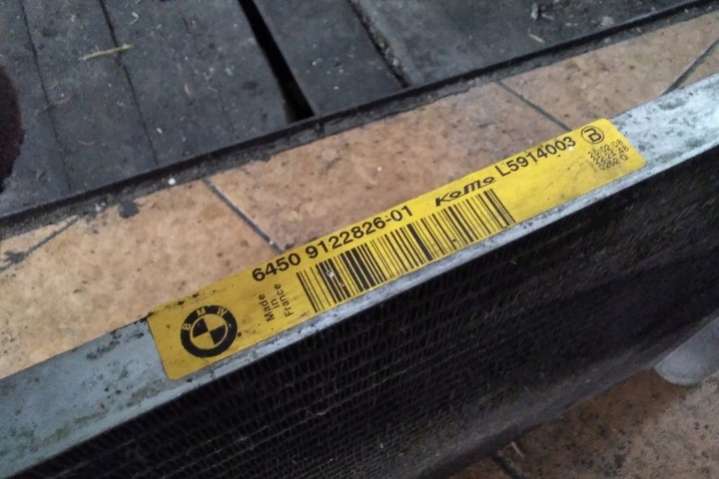 BMW
Made in France
6450 9122826-01
KoMo L5914003
B